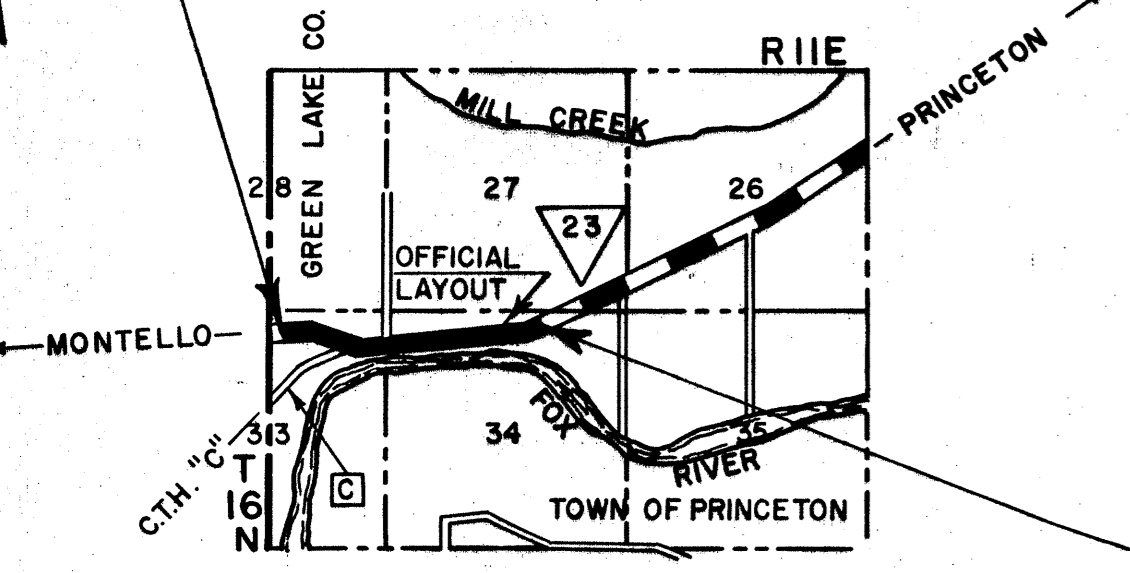 R11E
GREEN LAKE CO.
MILL CREEK
PRINCETON
28
27
26
23
OFFICIAL
LAYOUT
MONTELLO
33
34
35
FOX
RIVER
C.T.H. "C"
C
T
16
N
TOWN OF PRINCETON